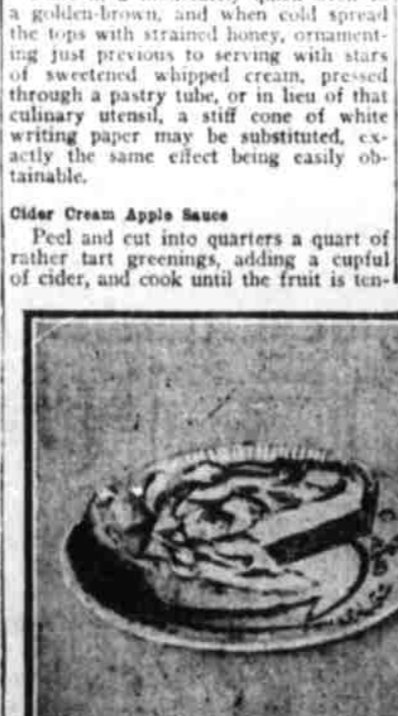 a golden-brown, and when cold spread
the tops with strained honey, ornament-
ing just previous to serving with stars
of sweetened whipped cream, pressed
through a pastry tube, or in lieu of that
culinary utensil, a stiff cone of white
writing paper may be substituted, ex-
actly the same effect being easily ob-
tainable.
Cider Cream Apple Sauce
Peel and cut into quarters a quart of
rather tart greenings, adding a cupful
of cider, and cook until the fruit is ten-